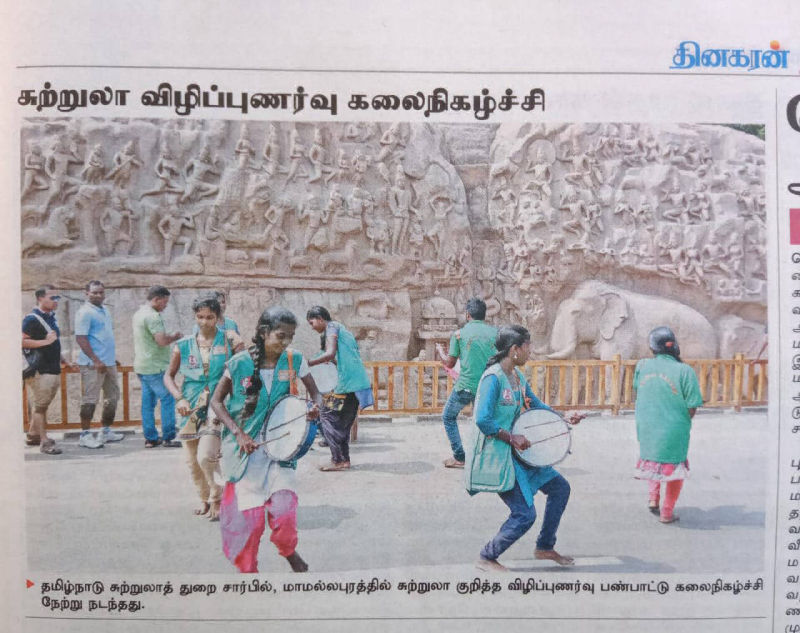 தினகரன்
சுற்றுலா விழிப்புணர்வு கலைநிகழ்ச்சி
தமிழ்நாடு சுற்றுலாத் துறை சார்பில், மாமல்லபுரத்தில் சுற்றுலா குறித்த விழிப்புணர்வு பண்பாட்டு கலைநிகழ்ச்சி
நேற்று நடந்தது.